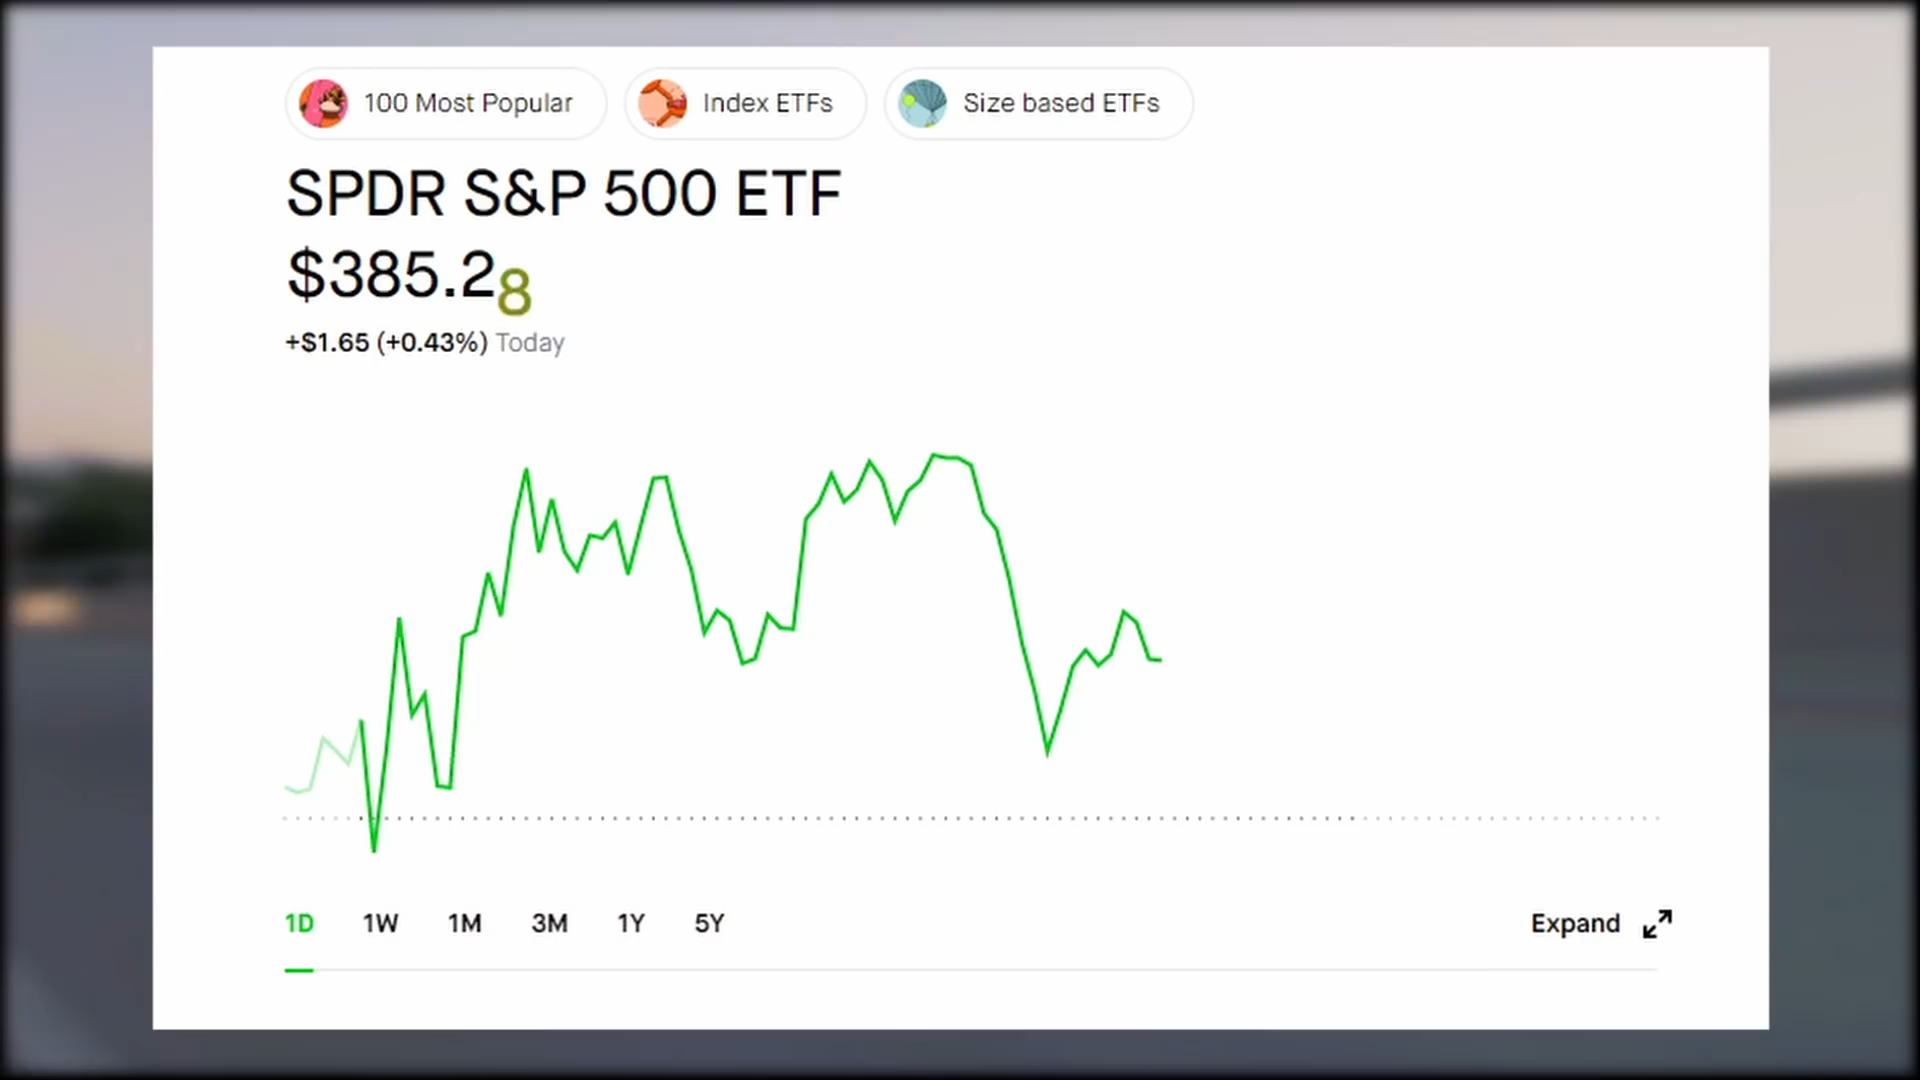 100 Most Popular Index ETFs Size based ETFs
SPDR S&P 500 ETF
$385.28
+$1.65 (+0.43%) Today
1D 1W 1M 3M 1Y 5Y Expand